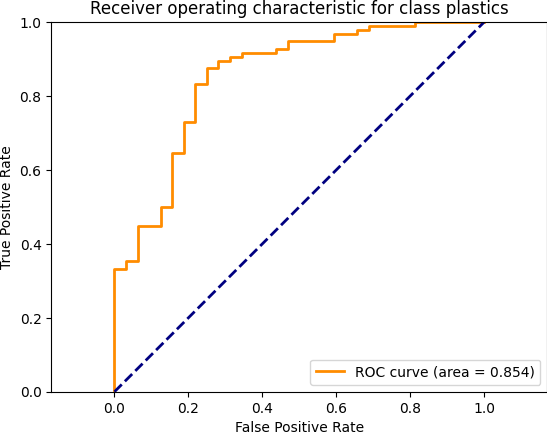 Receiver operating characteristic for class plastics
1.0
0.8
0.6
0.4
0.2
0.0
True Positive Rate
ROC curve (area = 0.854)
0.0 0.2 0.4 0.6 0.8 1.0
False Positive Rate